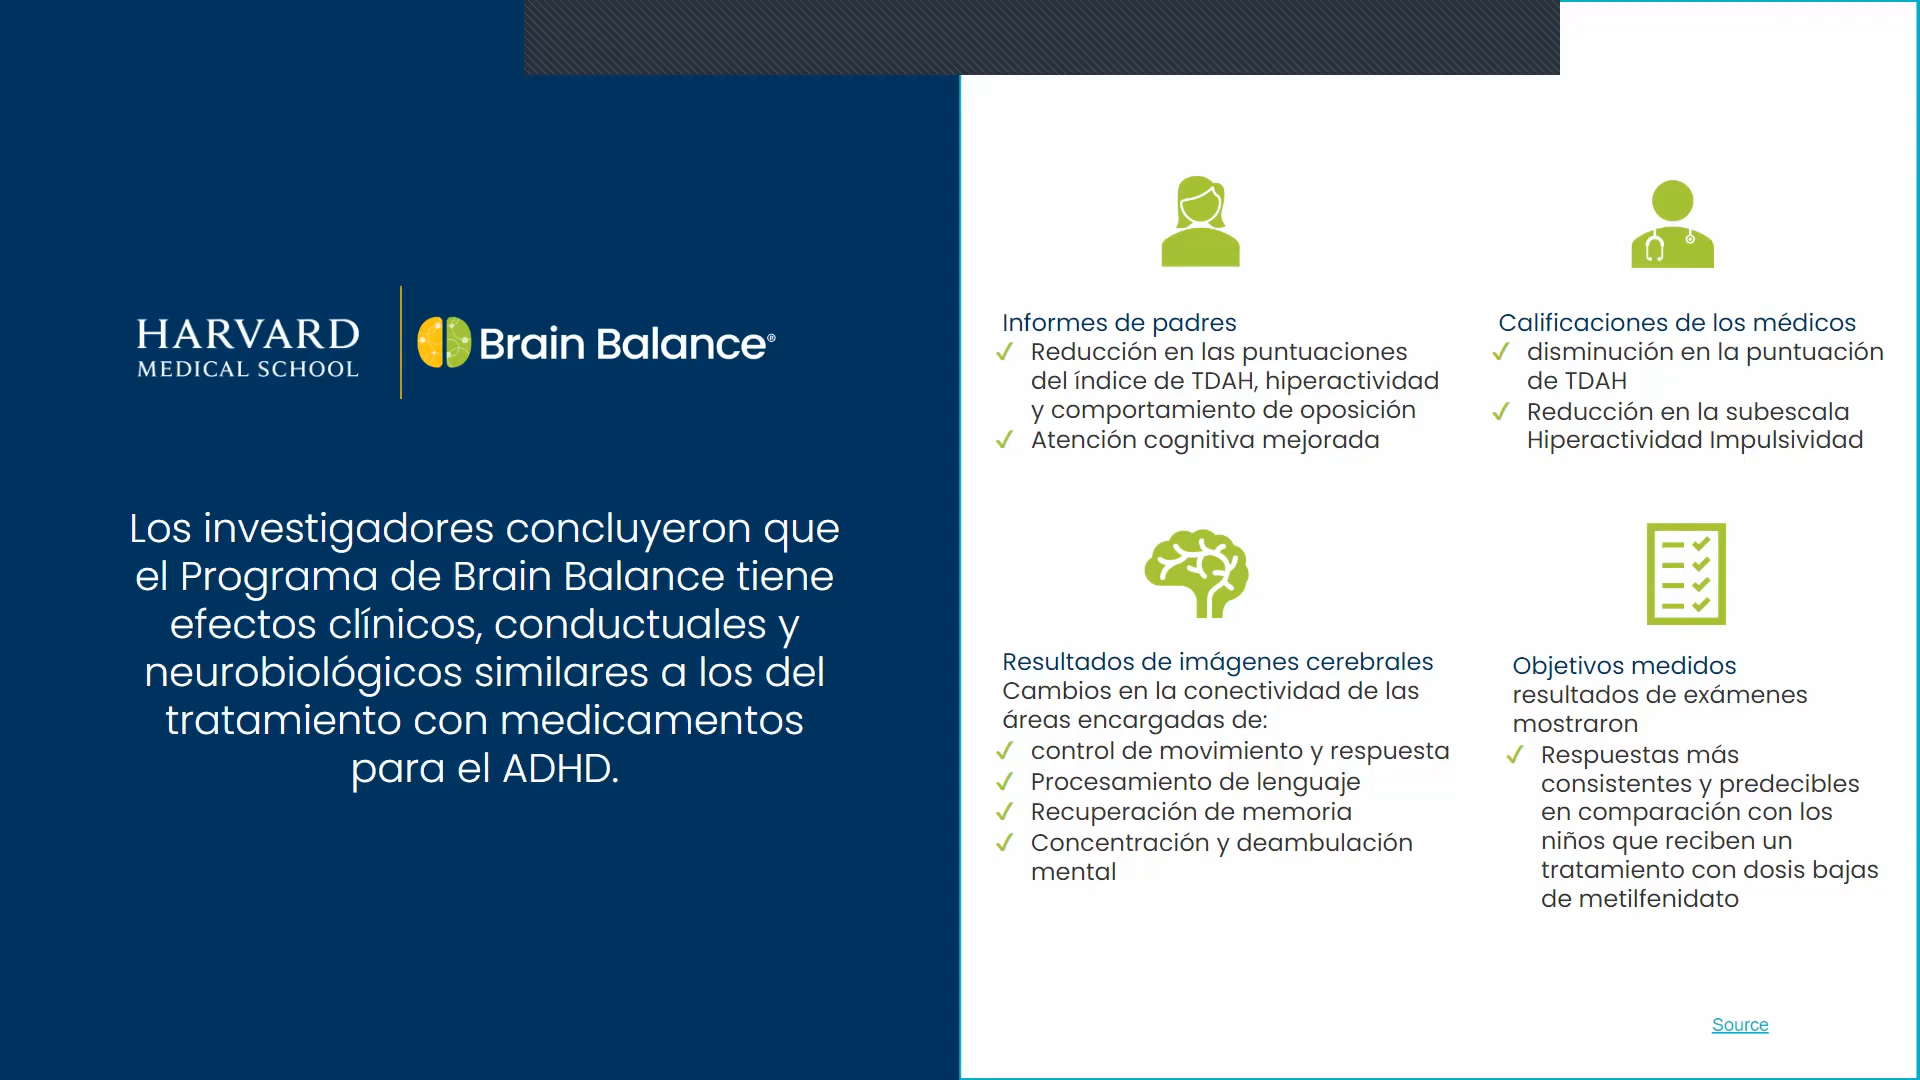 HARVARD
MEDICAL SCHOOL
Brain Balance®
Los investigadores concluyeron que
el Programa de Brain Balance tiene
efectos clínicos, conductuales y
neurobiológicos similares a los del
tratamiento con medicamentos
para el ADHD.
Informes de padres
✓ Reducción en las puntuaciones
del índice de TDAH, hiperactividad
y comportamiento de oposición
✓ Atención cognitiva mejorada
Calificaciones de los médicos
✓ disminución en la puntuación
de TDAH
✓ Reducción en la subescala
Hiperactividad Impulsividad
Resultados de imágenes cerebrales
Cambios en la conectividad de las
áreas encargadas de:
✓ control de movimiento y respuesta
✓ Procesamiento de lenguaje
✓ Recuperación de memoria
✓ Concentración y deambulación
mental
Objetivos medidos
resultados de exámenes
mostraron
✓ Respuestas más
consistentes y predecibles
en comparación con los
niños que reciben un
tratamiento con dosis bajas
de metilfenidato
Source